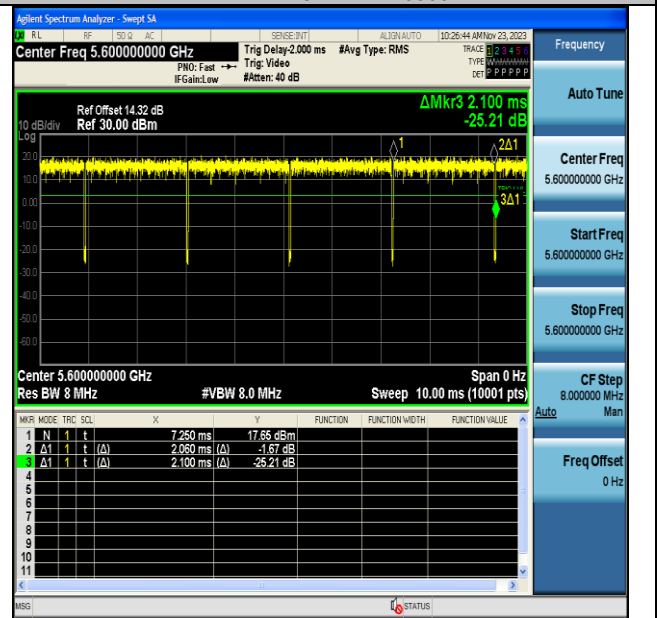 Agilent Spectrum Analyzer - Swept SA
RL RF 50 Ω AC SENSE:INT ALIGN AUTO 10:26:44 AM Nov 23, 2023
Center Freq 5.600000000 GHz
PNO: Fast
IFGain:Low
Trig Delay-2.000 ms
Trig: Video
#Atten: 40 dB
#Avg Type: RMS
TRACE 1 2 3 4 5 6
TYPE
DET P P P P P P
Ref Offset 14.32 dB
10 dB/div Ref 30.00 dBm
Log
ΔMkr3 2.100 ms
-25.21 dB
1
2Δ1
3Δ1
20.0
10.0
0.00
-10.0
-20.0
-30.0
-40.0
-50.0
-60.0
Center 5.600000000 GHz Span 0 Hz
Res BW 8 MHz #VBW 8.0 MHz Sweep 10.00 ms (10001 pts)
MKR MODE TRC SCL X Y FUNCTION FUNCTION WIDTH FUNCTION VALUE
1 N 1 t 7.250 ms 17.65 dBm
2 Δ1 1 t (Δ) 2.060 ms (Δ) -1.67 dB
3 Δ1 1 t (Δ) 2.100 ms (Δ) -25.21 dB
4
5
6
7
8
9
10
11
MSG STATUS
Frequency
Auto Tune
Center Freq
5.600000000 GHz
Start Freq
5.600000000 GHz
Stop Freq
5.600000000 GHz
CF Step
8.000000 MHz
Auto Man
Freq Offset
0 Hz